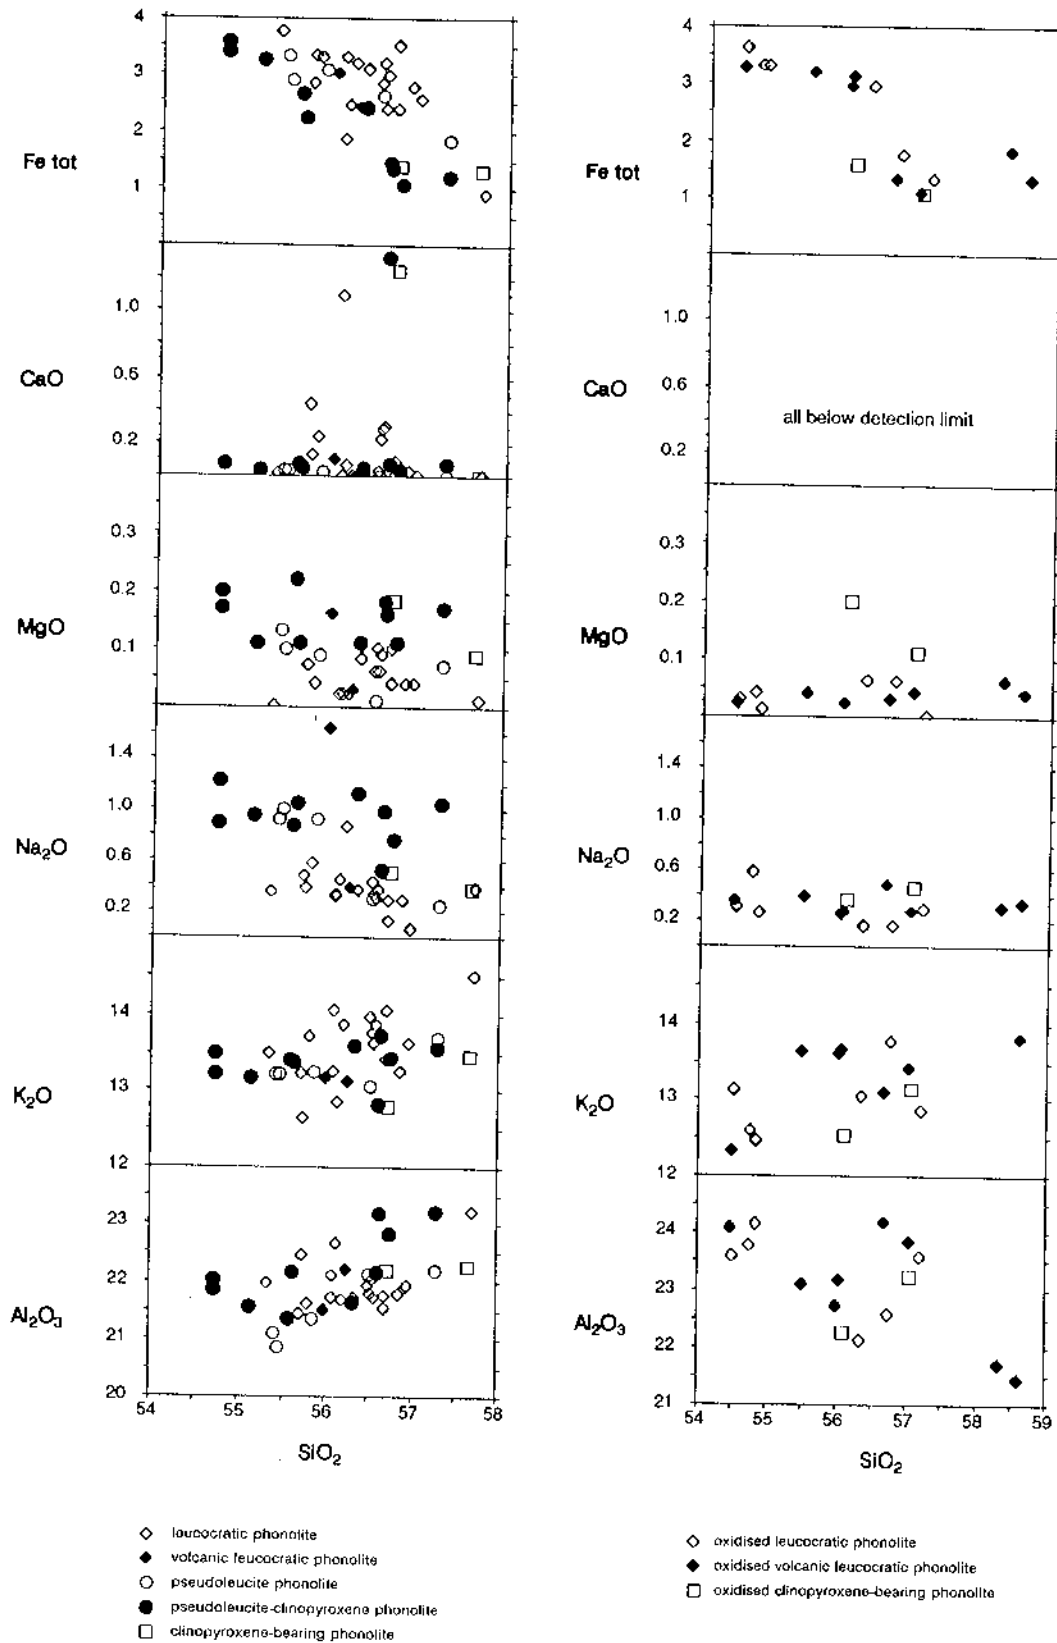 4
3
2
1
Fe tot
1.0
0.6
0.2
CaO
0.3
0.2
0.1
MgO
1.4
1.0
0.6
0.2
Na₂O
14
13
12
K₂O
23
22
21
20
Al₂O₃
54 55 56 57 58
SiO₂
leucocratic phonolite
volcanic leucocratic phonolite
pseudoleucite phonolite
pseudoleucite-clinopyroxene phonolite
clinopyroxene-bearing phonolite
4
3
2
1
Fe tot
1.0
0.6
0.2
CaO
all below detection limit
0.3
0.2
0.1
MgO
1.4
1.0
0.6
0.2
Na₂O
14
13
12
K₂O
24
23
22
21
Al₂O₃
54 55 56 57 58 59
SiO₂
oxidised leucocratic phonolite
oxidised volcanic leucocratic phonolite
oxidised clinopyroxene-bearing phonolite